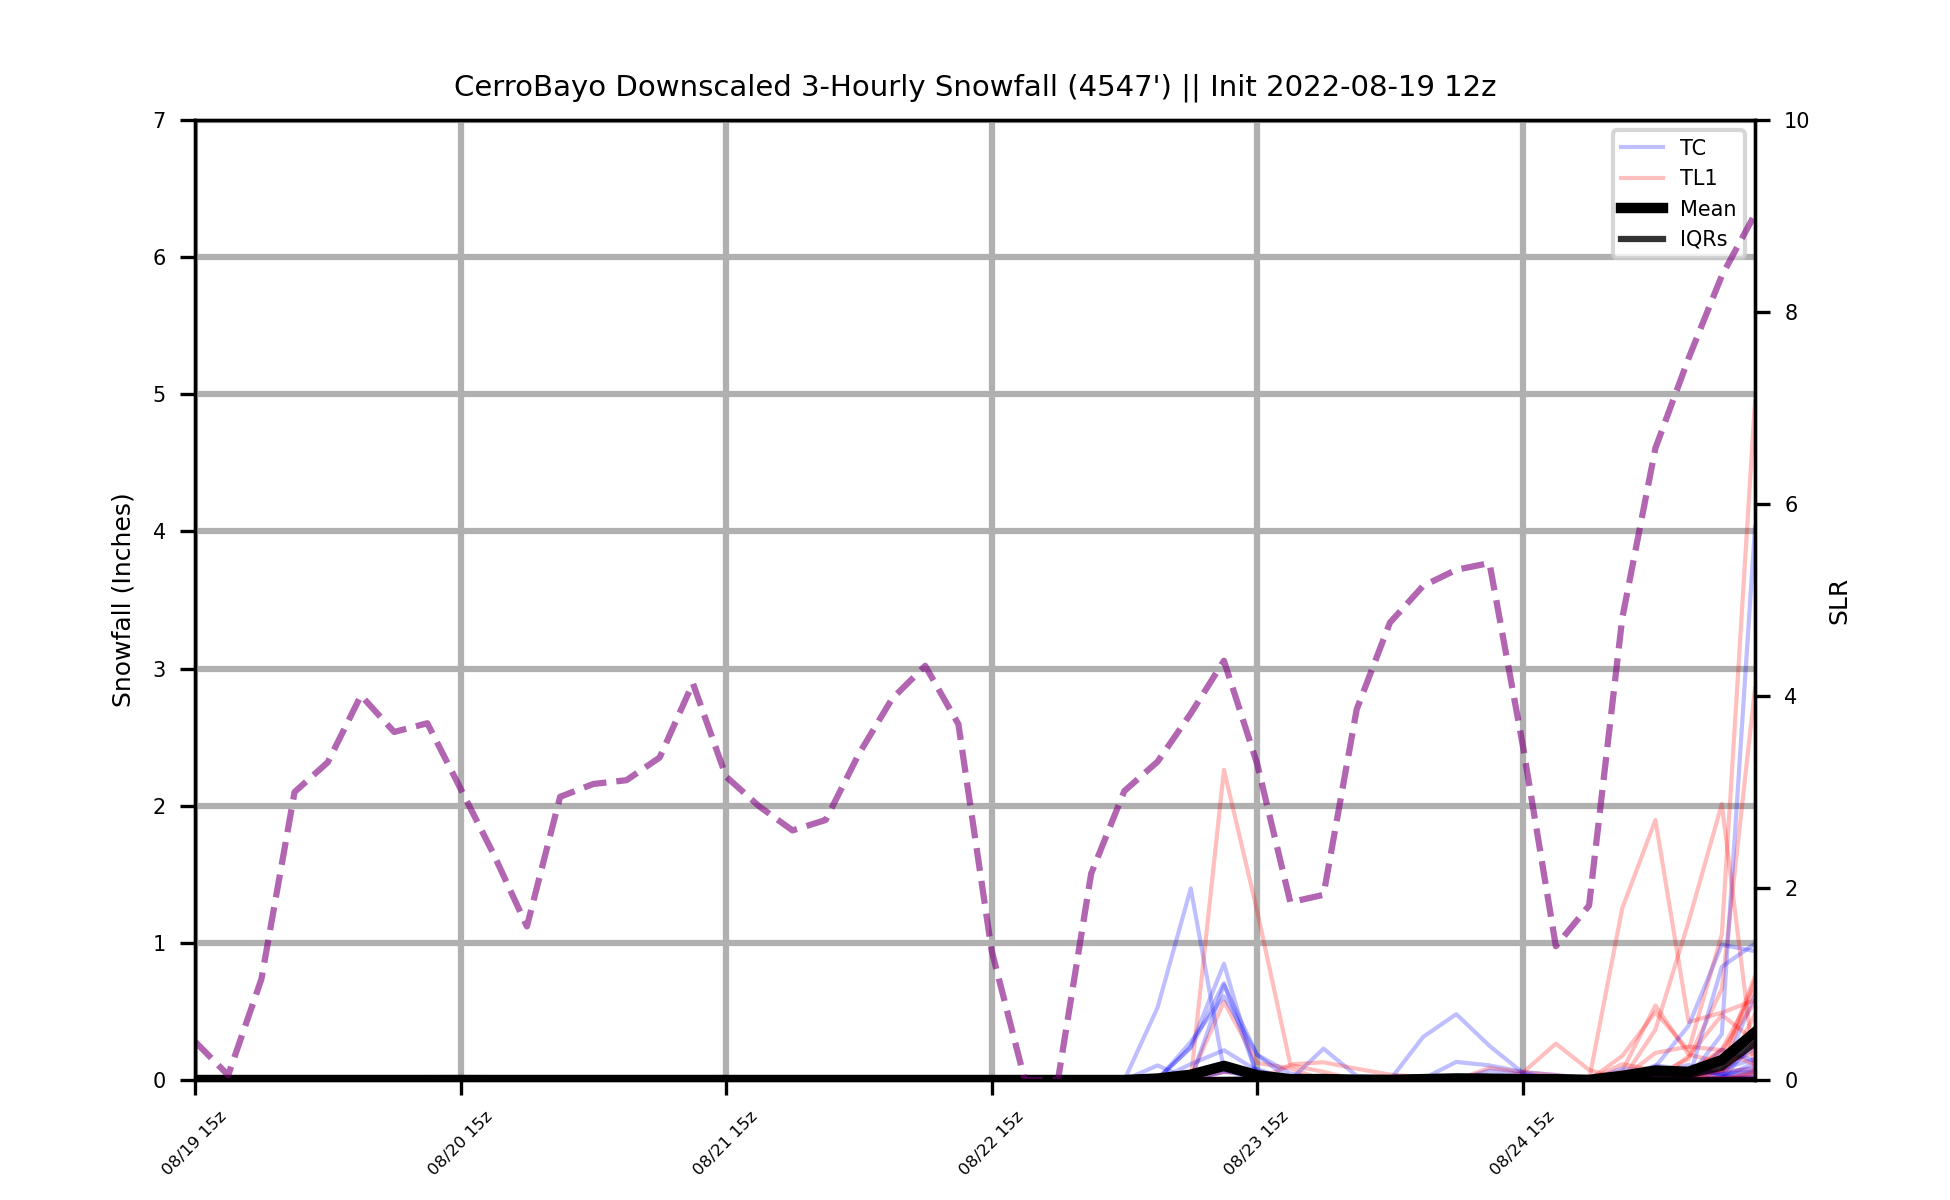 CerroBayo Downscaled 3-Hourly Snowfall (4547') || Init 2022-08-19 12z
7
6
5
4
3
2
1
0
Snowfall (Inches)
10
8
6
4
2
0
SLR
TC
TL1
Mean
IQRs
08/19 15z
08/20 15z
08/21 15z
08/22 15z
08/23 15z
08/24 15z